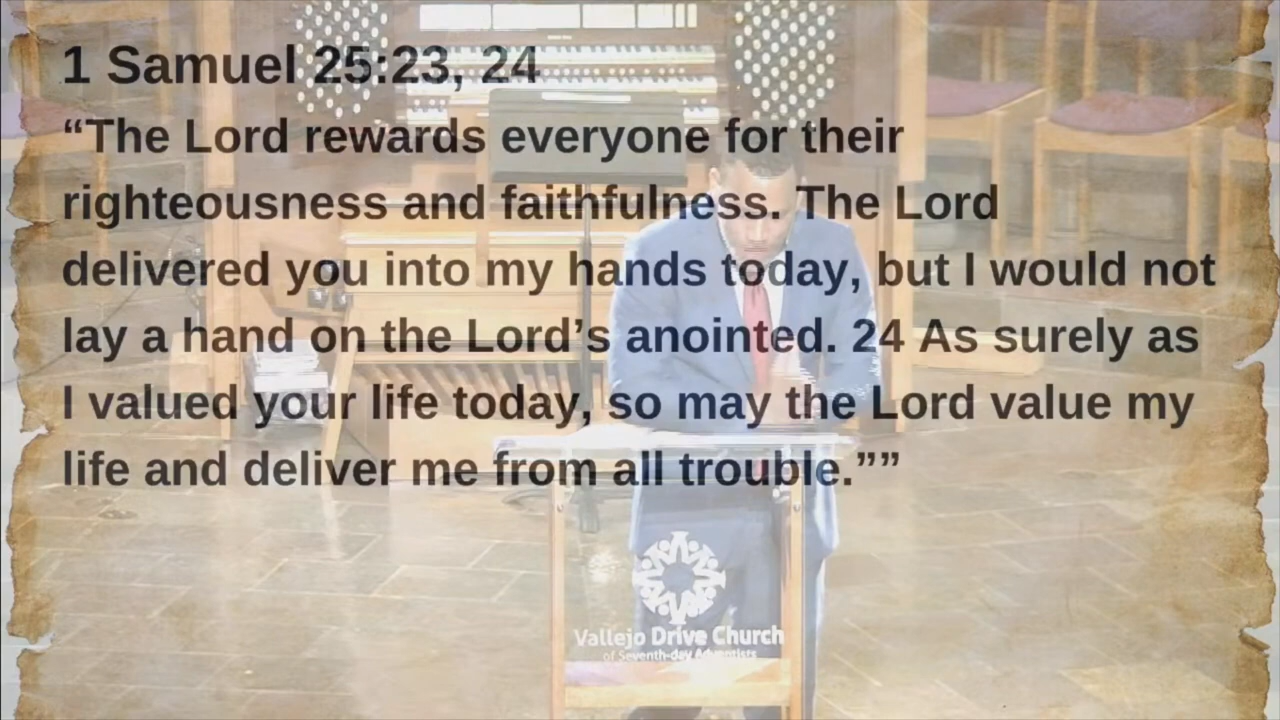 1 Samuel 25:23, 24
“The Lord rewards everyone for their
righteousness and faithfulness. The Lord
delivered you into my hands today, but I would not
lay a hand on the Lord’s anointed. 24 As surely as
I valued your life today, so may the Lord value my
life and deliver me from all trouble.””
Vallejo Drive Church
of Seventh-day Adventists